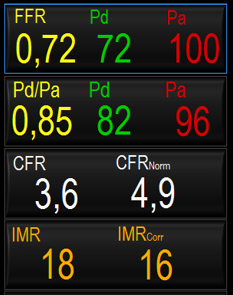 FFR Pd Pa
0,72 72 100
Pd/Pa Pd Pa
0,85 82 96
CFR CFRNorm
3,6 4,9
IMR IMRCorr
18 16